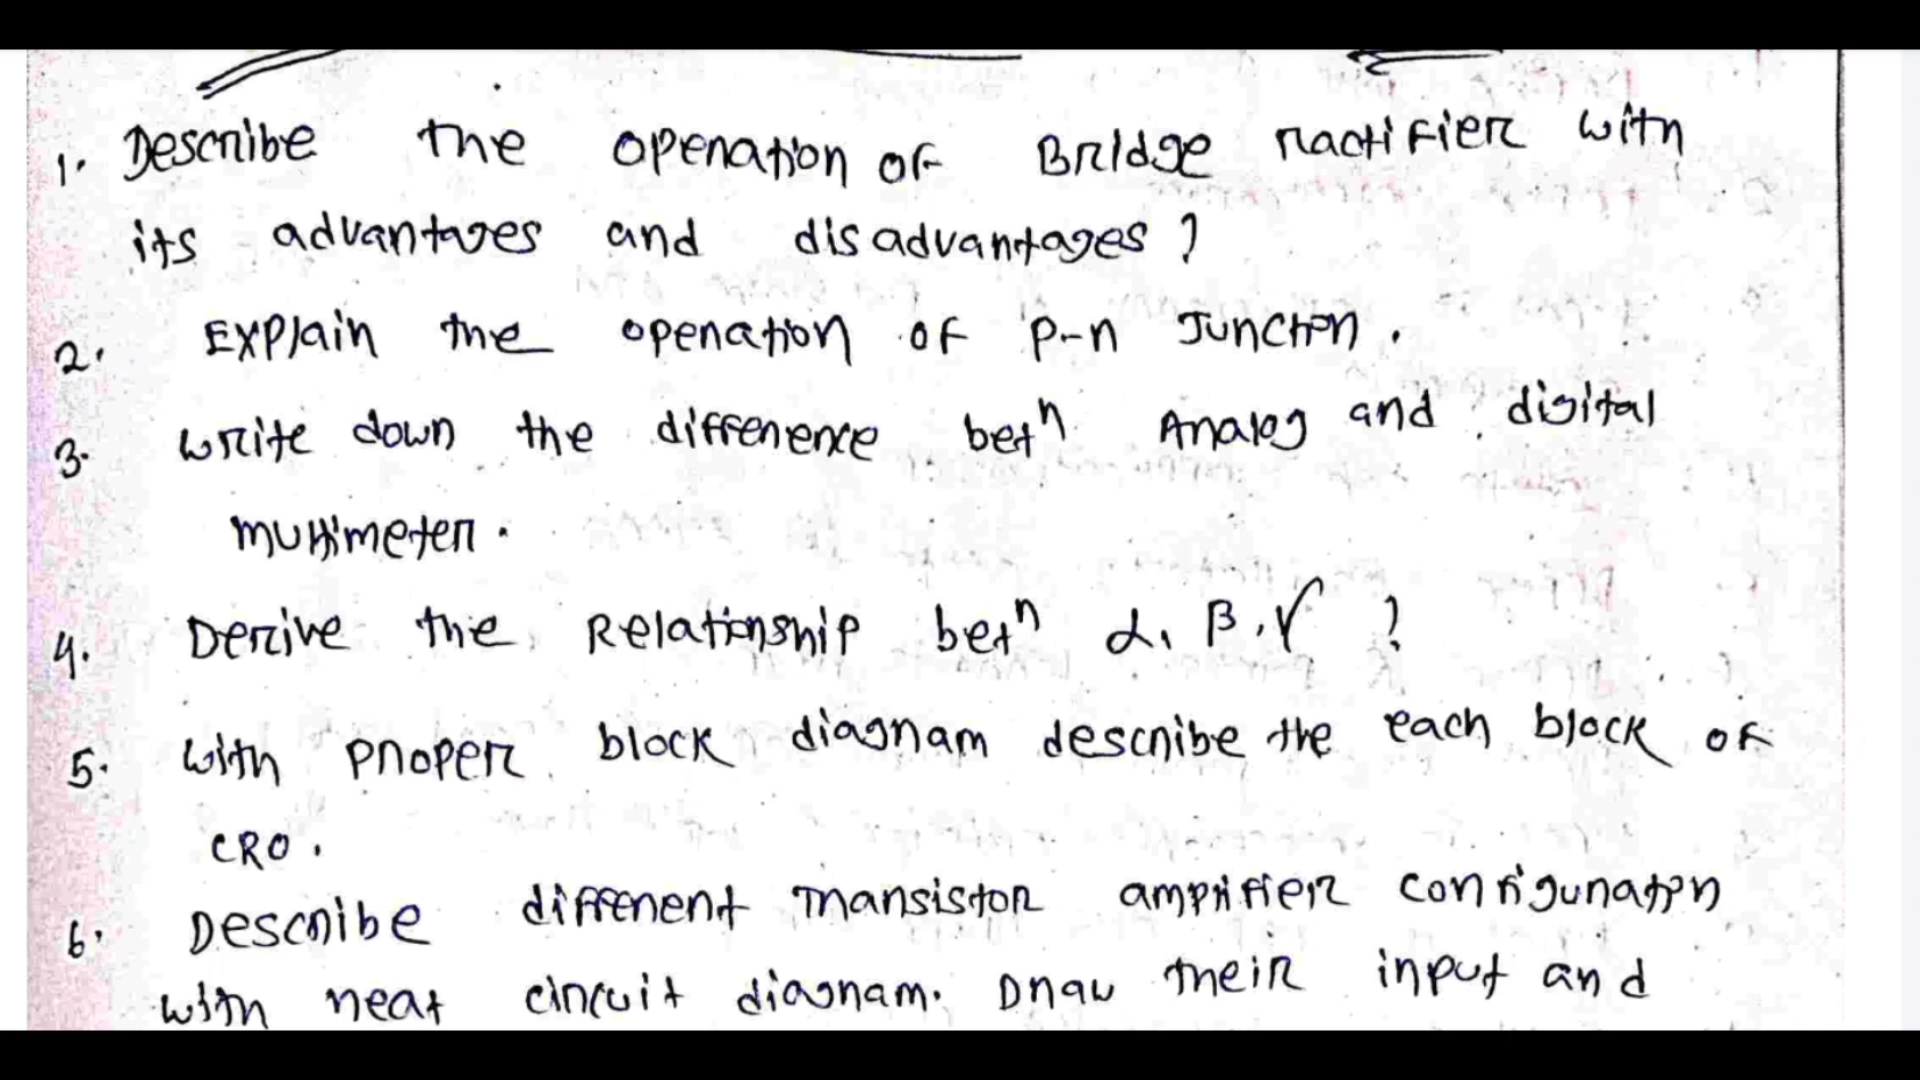 1. Describe the operation of Bridge ractifier with
its advantages and disadvantages?
2. Explain the operation of p-n Junction.
3. write down the difference betn Analog and digital
multimeter.
4. Derive the Relationship betn α, β, γ ?
5. with proper block diagram describe the each block of
CRO.
6. Describe different transistor amplifier configuration
with neat circuit diagram. Draw their input and